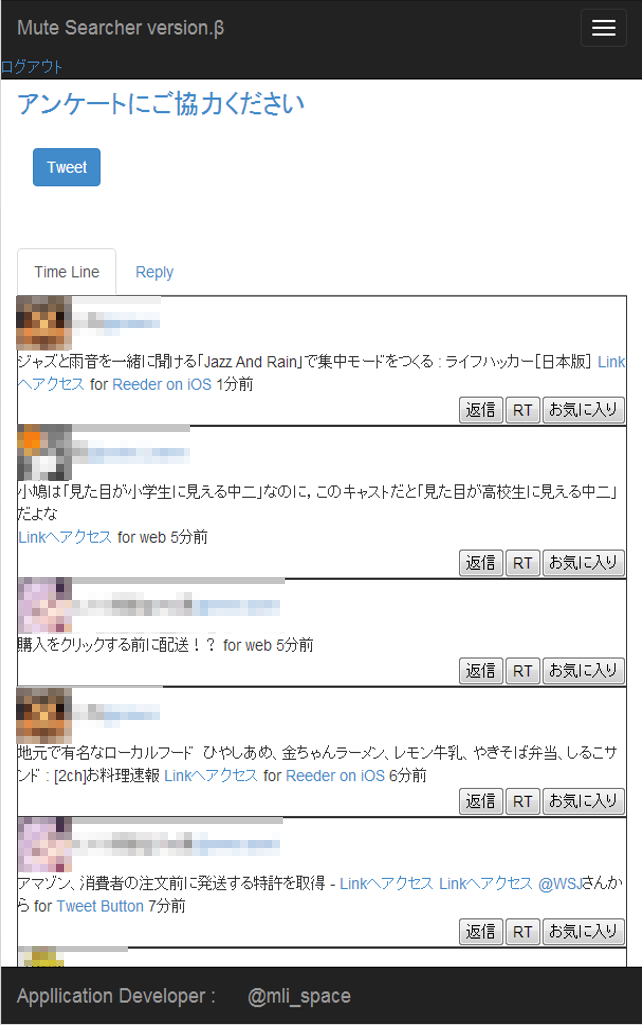 Mute Searcher version.β
ログアウト
アンケートにご協力ください
Tweet
Time Line Reply
ジャズと雨音を一緒に聞ける「Jazz And Rain」で集中モードをつくる : ライフハッカー［日本版］ Link
へアクセス for Reeder on iOS 1分前
返信 RT お気に入り
小鳩は「見た目が小学生に見える中二」なのに，このキャストだと「見た目が高校生に見える中二」
だよな
Linkへアクセス for web 5分前
返信 RT お気に入り
購入をクリックする前に配送！？ for web 5分前
返信 RT お気に入り
地元で有名なローカルフード ひやしあめ、金ちゃんラーメン、レモン牛乳、やきそば弁当、しるこサ
ンド : [2ch]お料理速報 Linkへアクセス for Reeder on iOS 6分前
返信 RT お気に入り
アマゾン、消費者の注文前に発送する特許を取得 - Linkへアクセス Linkへアクセス @WSJさんか
ら for Tweet Button 7分前
返信 RT お気に入り
Appllication Developer : @mli_space